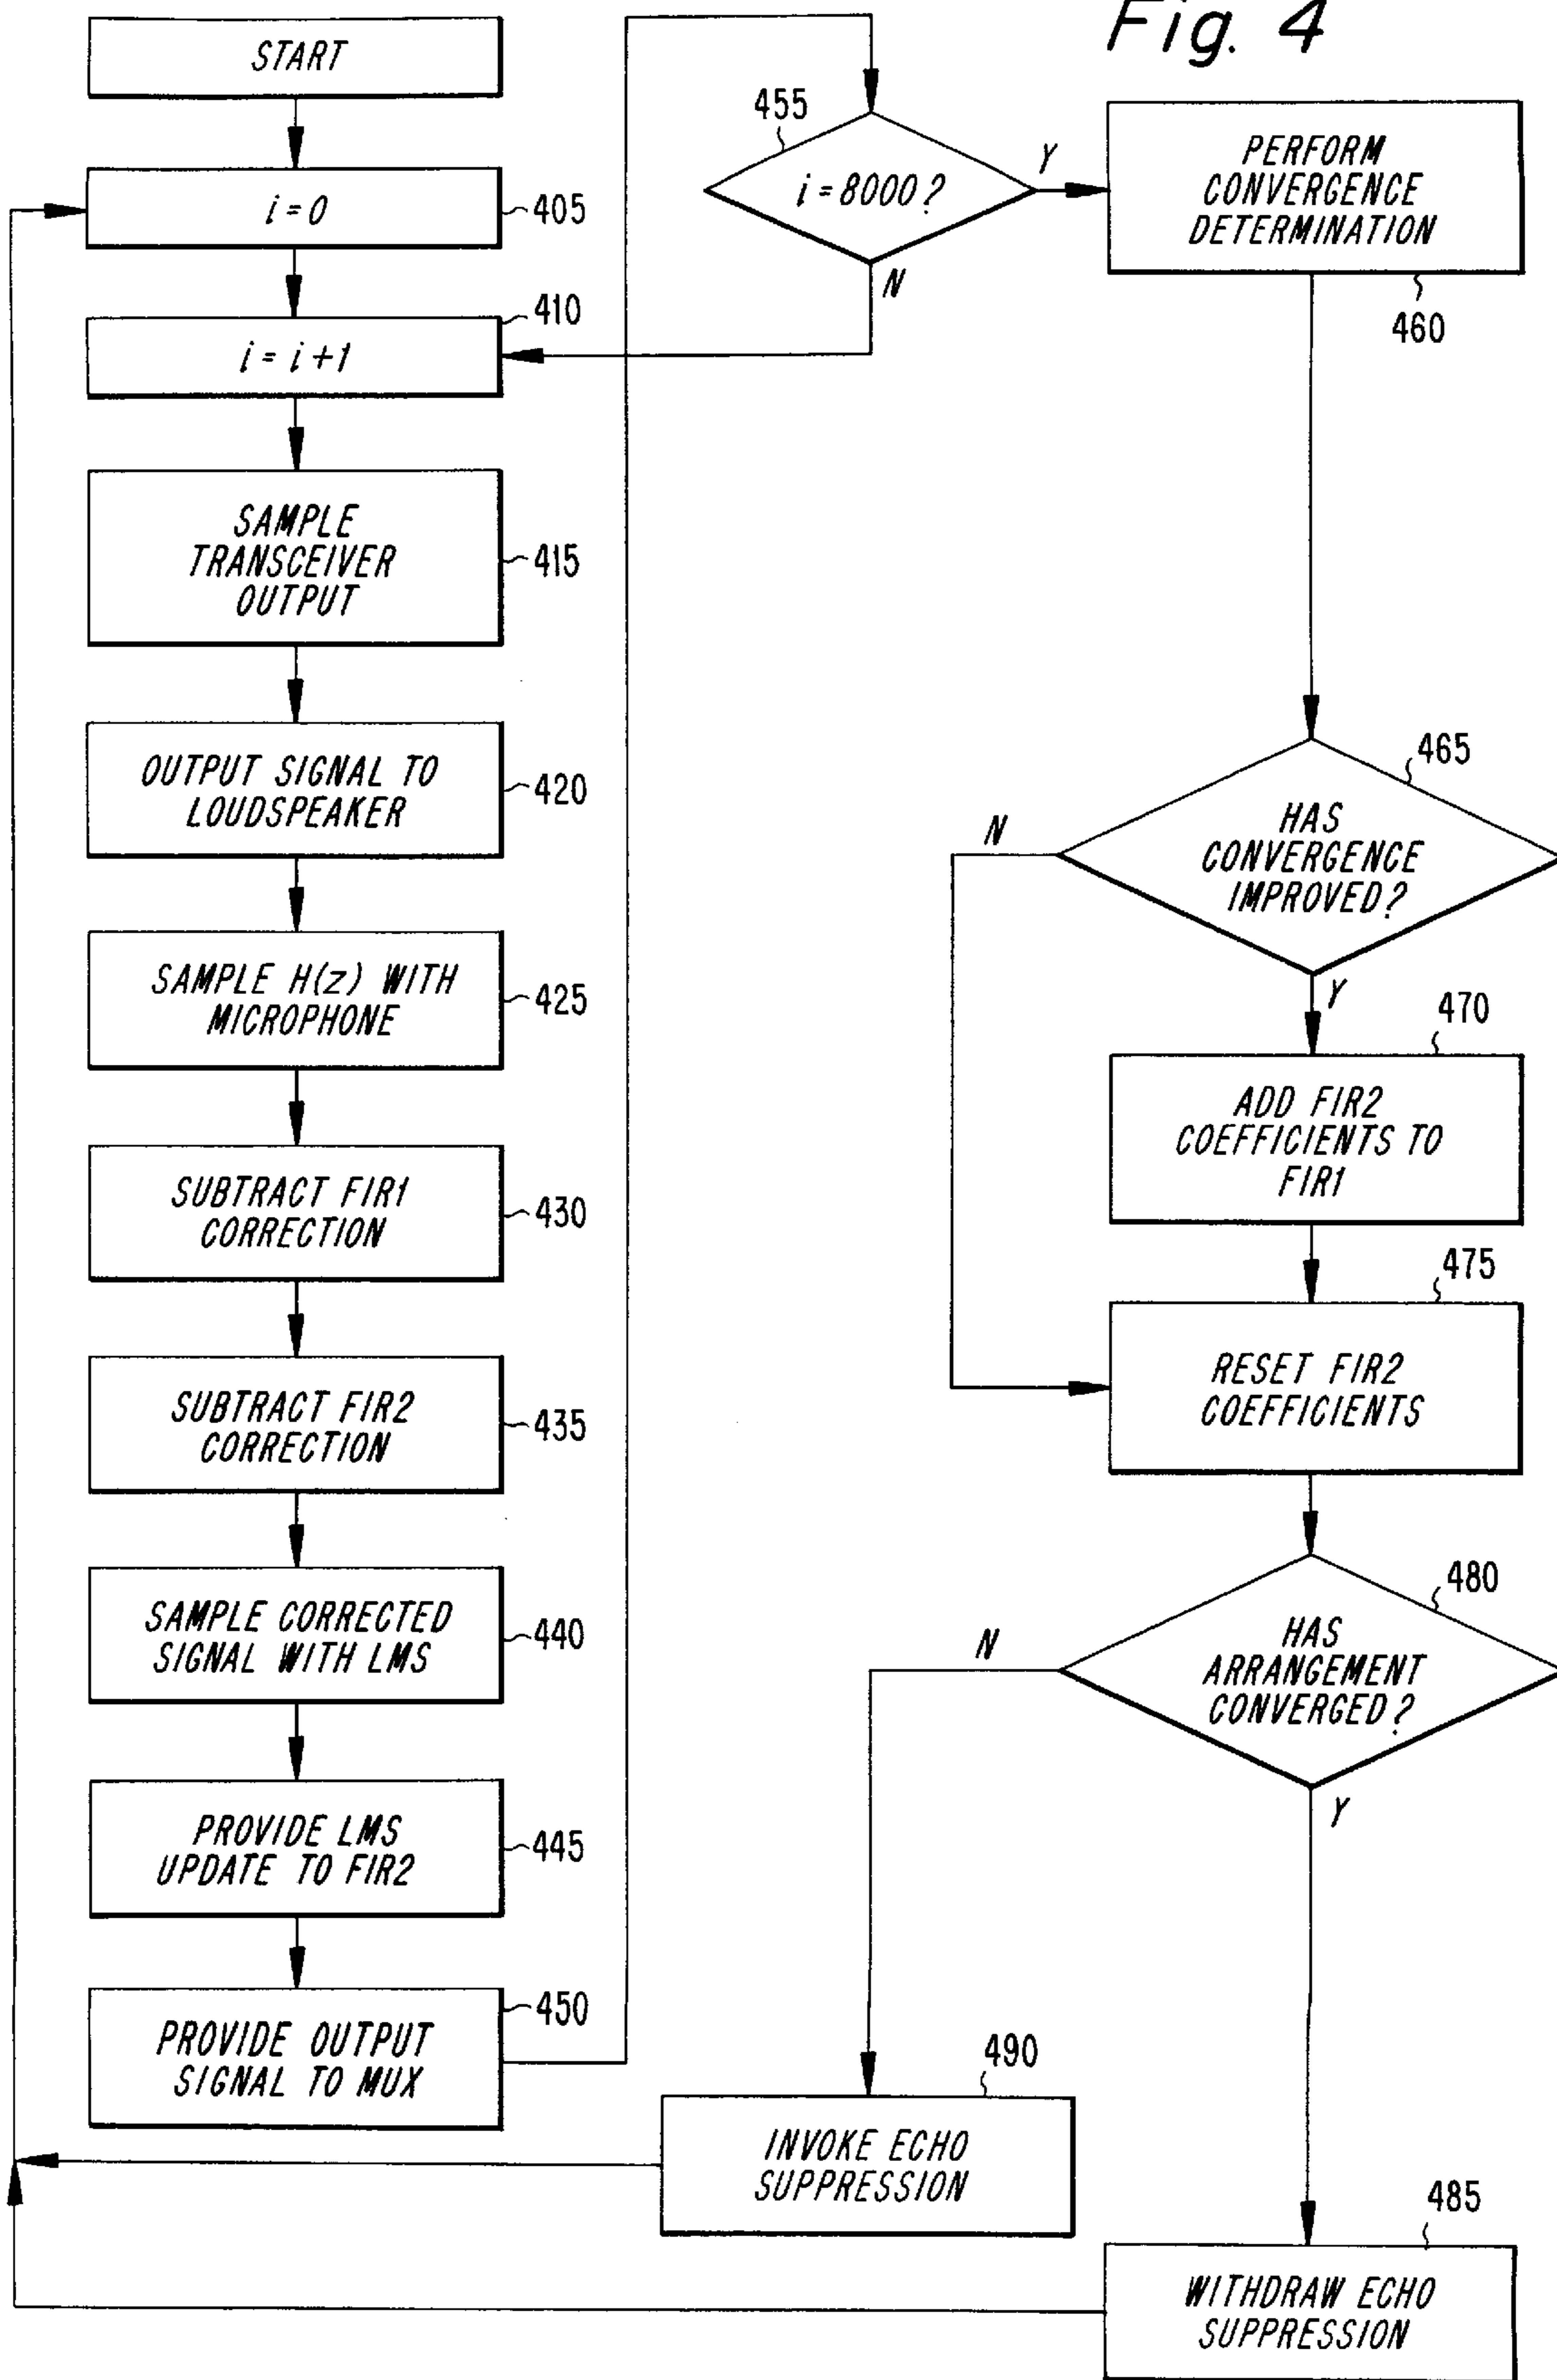 Fig. 4
START
i=0
405
i=i+1
410
SAMPLE
TRANSCEIVER
OUTPUT
415
OUTPUT SIGNAL TO
LOUDSPEAKER
420
SAMPLE H(z) WITH
MICROPHONE
425
SUBTRACT FIR1
CORRECTION
430
SUBTRACT FIR2
CORRECTION
435
SAMPLE CORRECTED
SIGNAL WITH LMS
440
PROVIDE LMS
UPDATE TO FIR2
445
PROVIDE OUTPUT
SIGNAL TO MUX
450
455
i=8000?
Y
N
PERFORM
CONVERGENCE
DETERMINATION
460
465
HAS
CONVERGENCE
IMPROVED?
N
Y
470
ADD FIR2
COEFFICIENTS TO
FIR1
475
RESET FIR2
COEFFICIENTS
480
HAS
ARRANGEMENT
CONVERGED?
N
Y
490
INVOKE ECHO
SUPPRESSION
485
WITHDRAW ECHO
SUPPRESSION